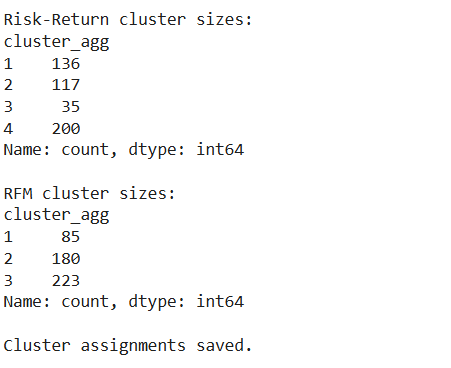 Risk-Return cluster sizes:
cluster_agg
1    136
2    117
3     35
4    200
Name: count, dtype: int64

RFM cluster sizes:
cluster_agg
1     85
2    180
3    223
Name: count, dtype: int64

Cluster assignments saved.